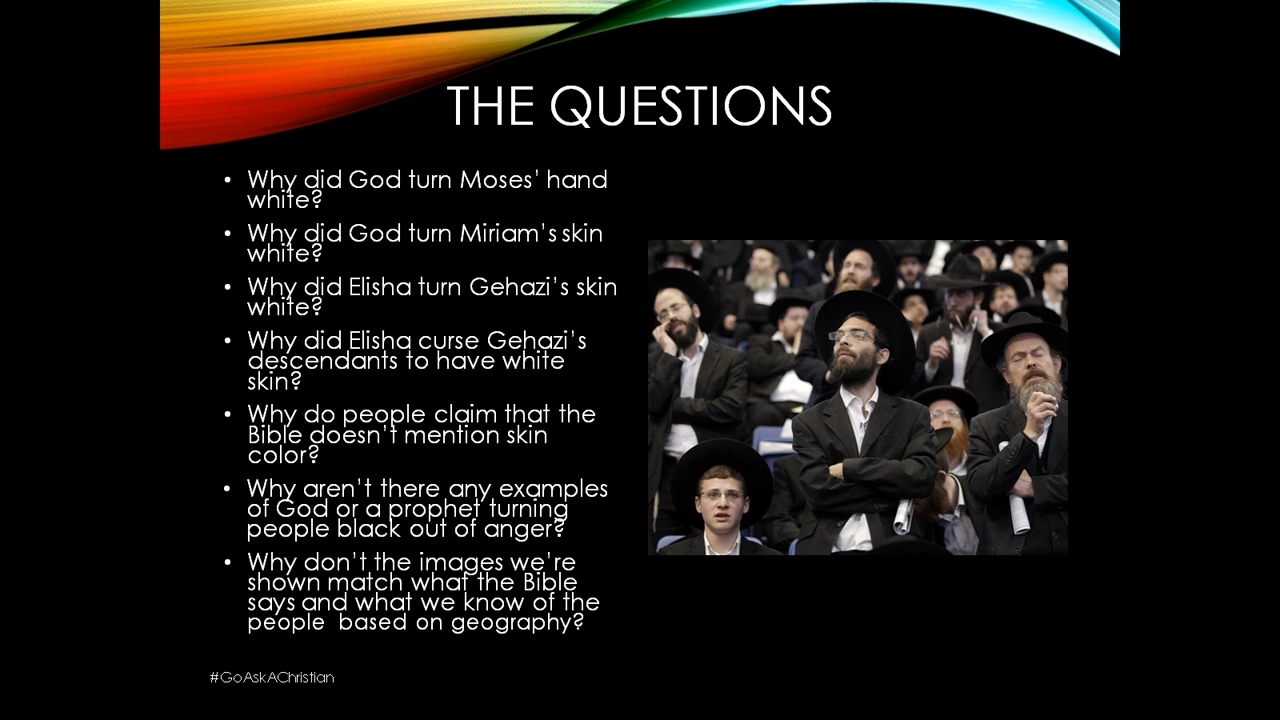 THE QUESTIONS
• Why did God turn Moses' hand
white?
• Why did God turn Miriam's skin
white?
• Why did Elisha turn Gehazi's skin
white?
• Why did Elisha curse Gehazi's
descendants to have white
skin?
• Why do people claim that the
Bible doesn't mention skin
color?
• Why aren't there any examples
of God or a prophet turning
people black out of anger?
• Why don't the images we're
shown match what the Bible
says and what we know of the
people  based on geography?
#GoAskAChristian